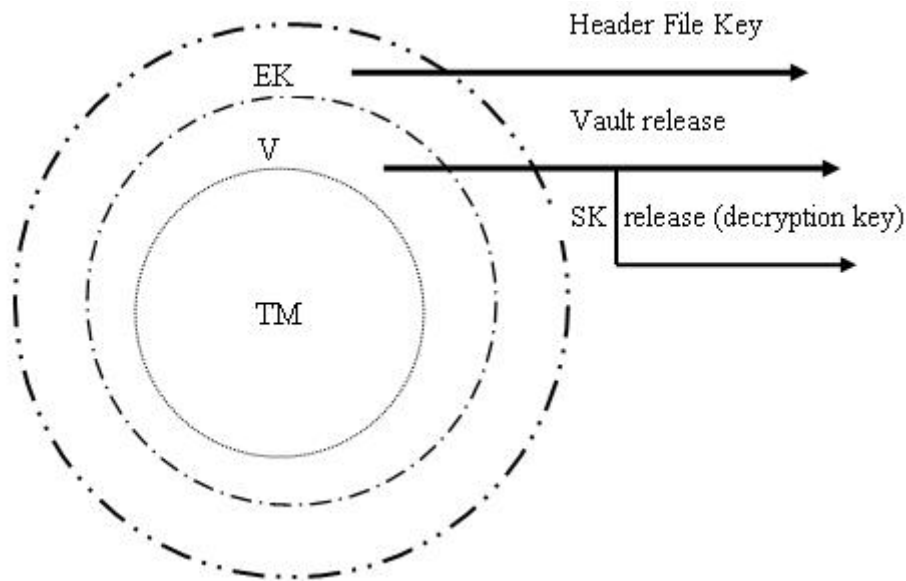 Header File Key
EK
Vault release
V
SK release (decryption key)
TM